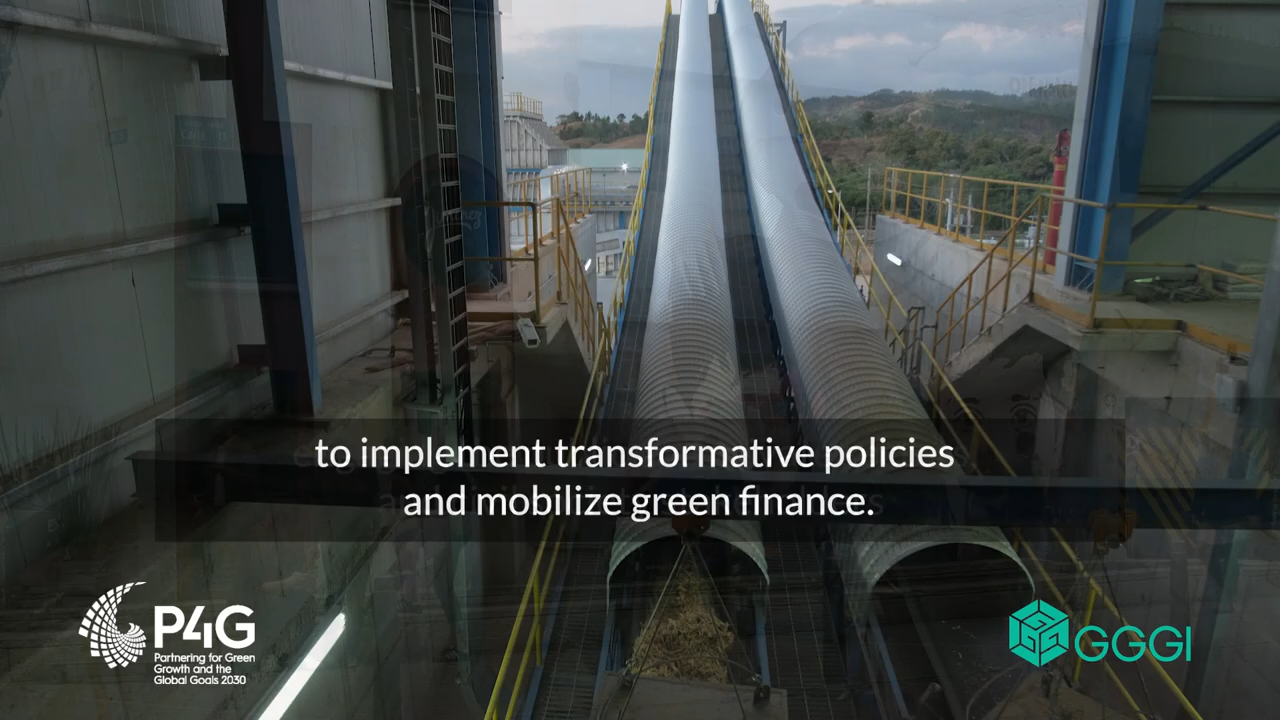 to implement transformative policies
and mobilize green finance.
P4G
Partnering for Green
Growth and the
Global Goals 2030
GGGI